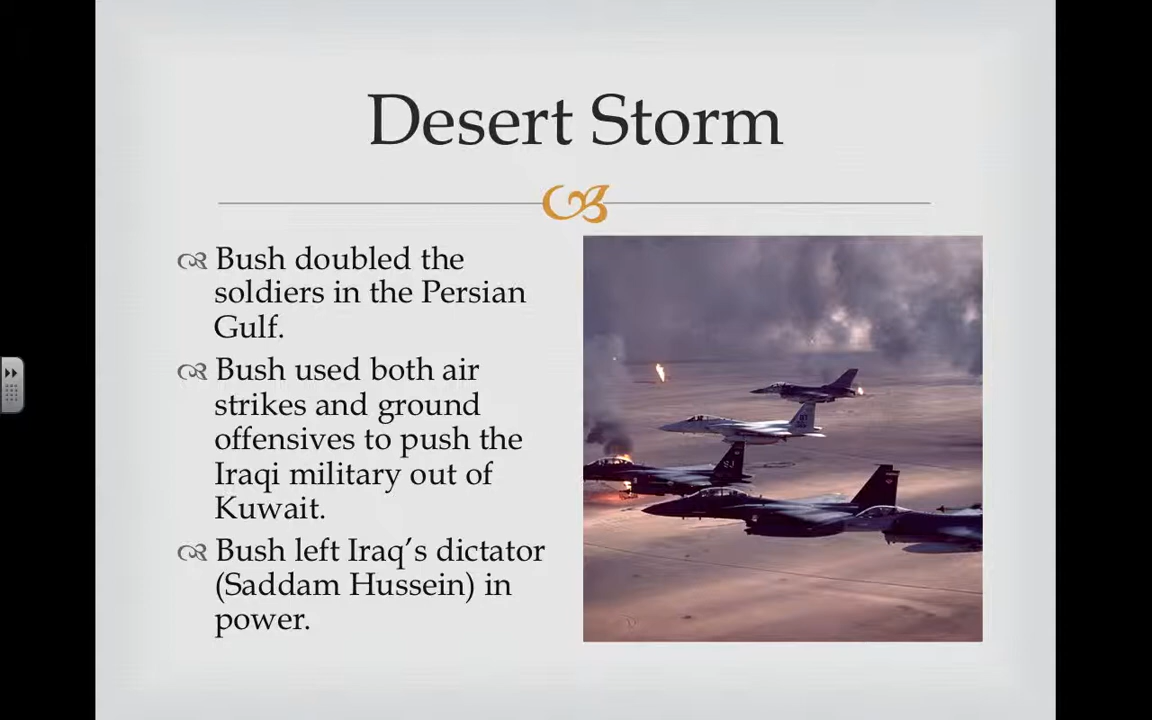 Desert Storm
Bush doubled the
soldiers in the Persian
Gulf.
Bush used both air
strikes and ground
offensives to push the
Iraqi military out of
Kuwait.
Bush left Iraq’s dictator
(Saddam Hussein) in
power.
SJ